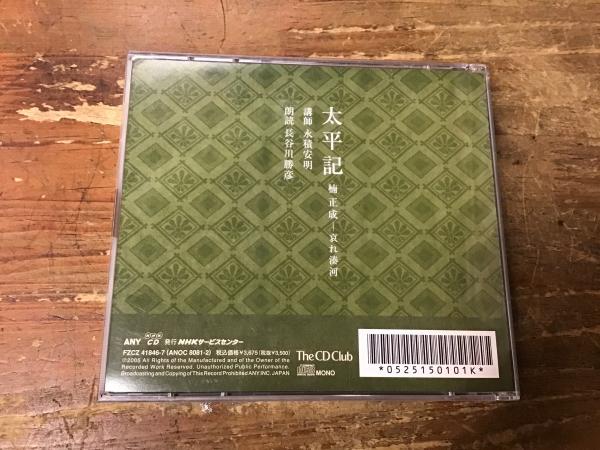 太平記 楠 正成―哀れ湊河
講師 永積安明
朗読 長谷川勝彦
ANY NHK CD 発行 NHKサービスセンター
FZCZ 41846-7 (ANOC 8081-2) 税込価格¥3,675(税抜¥3,500)
℗2005 All Rights of the Manufactured and of the Owner of the
Recorded Work Reserved. Unauthorized Public Performance.
Broadcasting and Copying of This Record Prohibited ANY.INC. JAPAN
The CD Club
MONO
*0525150101K*